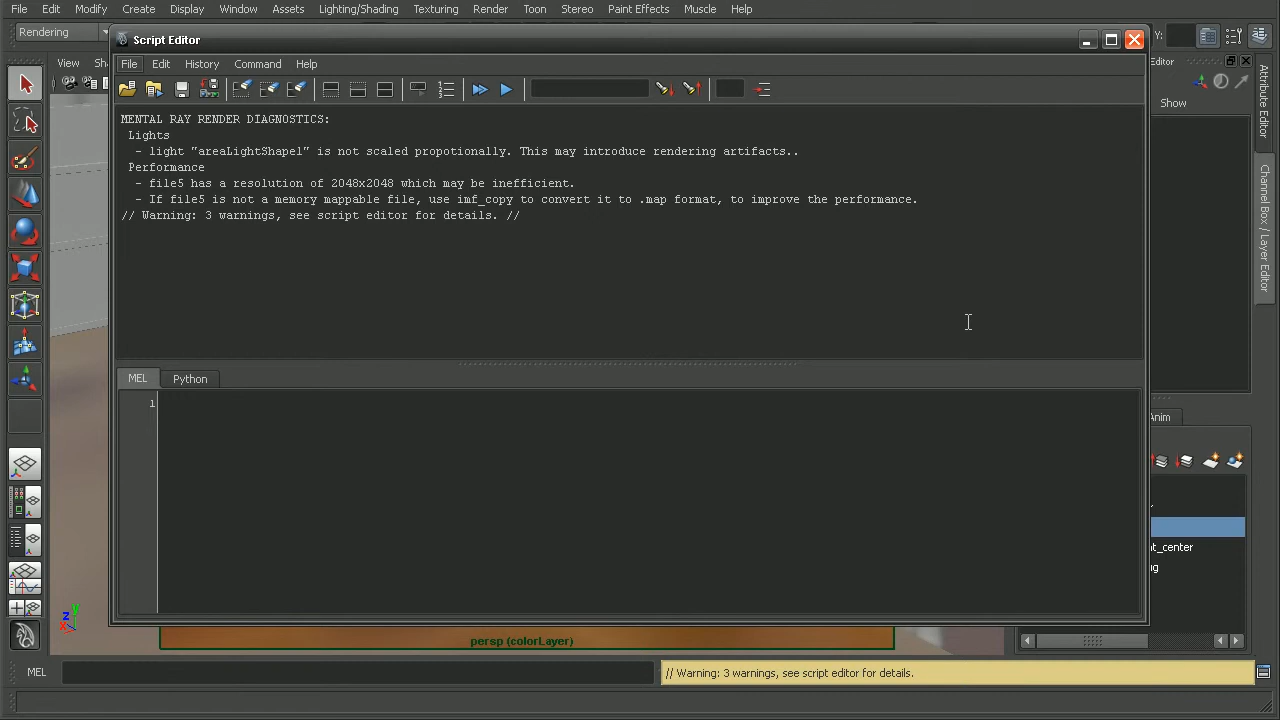 File Edit Modify Create Display Window Assets Lighting/Shading Texturing Render Toon Stereo Paint Effects Muscle Help
Rendering
Y:
Script Editor
View
Editor
File Edit History Command Help
Show
MENTAL RAY RENDER DIAGNOSTICS:
Lights
- light "areaLightShape1" is not scaled propotionally. This may introduce rendering artifacts..
Performance
- file5 has a resolution of 2048x2048 which may be inefficient.
- If file5 is not a memory mappable file, use imf_copy to convert it to .map format, to improve the performance.
// Warning: 3 warnings, see script editor for details. //
Attribute Editor
Channel Box / Layer Editor
MEL Python
1
Anim
nt_center
persp (colorLayer)
MEL
// Warning: 3 warnings, see script editor for details.